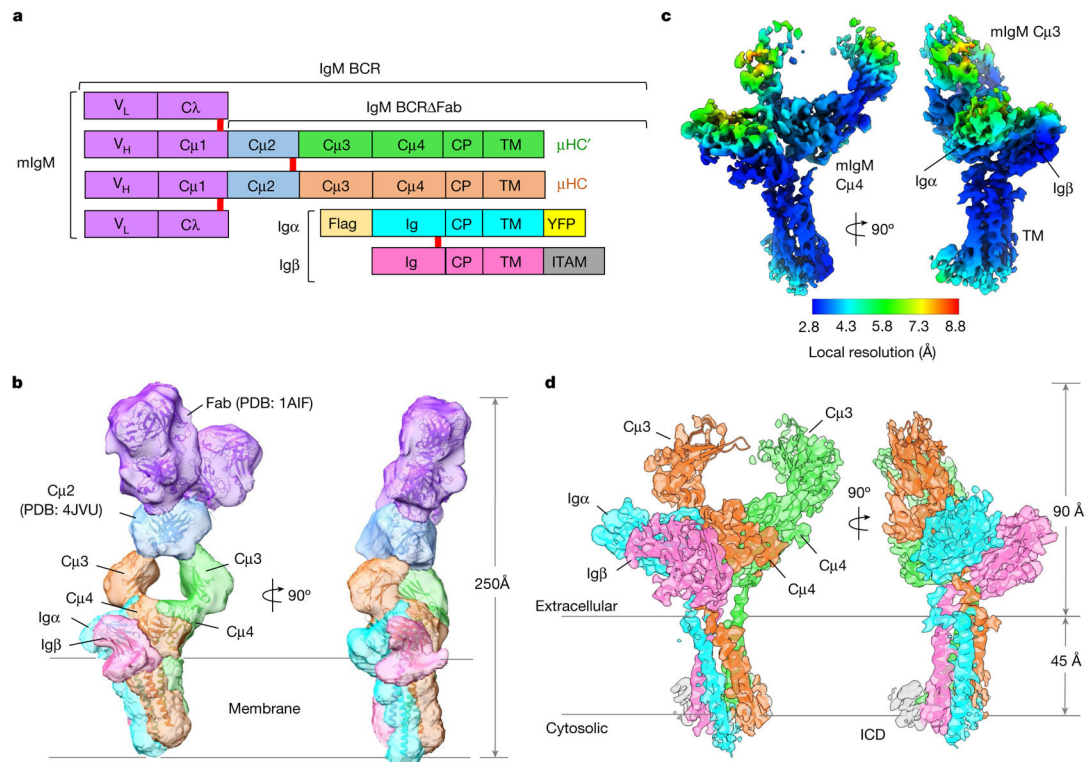 a
IgM BCR
IgM BCRΔFab
mIgM
V_L Cλ
V_H Cμ1 Cμ2 Cμ3 Cμ4 CP TM μHC′
V_H Cμ1 Cμ2 Cμ3 Cμ4 CP TM μHC
V_L Cλ
Igα Flag Ig CP TM YFP
Igβ Ig CP TM ITAM
b
Fab (PDB: 1AIF)
Cμ2
(PDB: 4JVU)
Cμ3
Cμ3
Cμ4
Igα
Igβ
Cμ4
90º
250Å
Membrane
c
mIgM Cμ3
mIgM
Cμ4
Igα
Igβ
90º
TM
2.8 4.3 5.8 7.3 8.8
Local resolution (Å)
d
Cμ3
Cμ3
Igα
Igβ
Cμ4
Cμ4
90º
90 Å
Extracellular
45 Å
Cytosolic
ICD